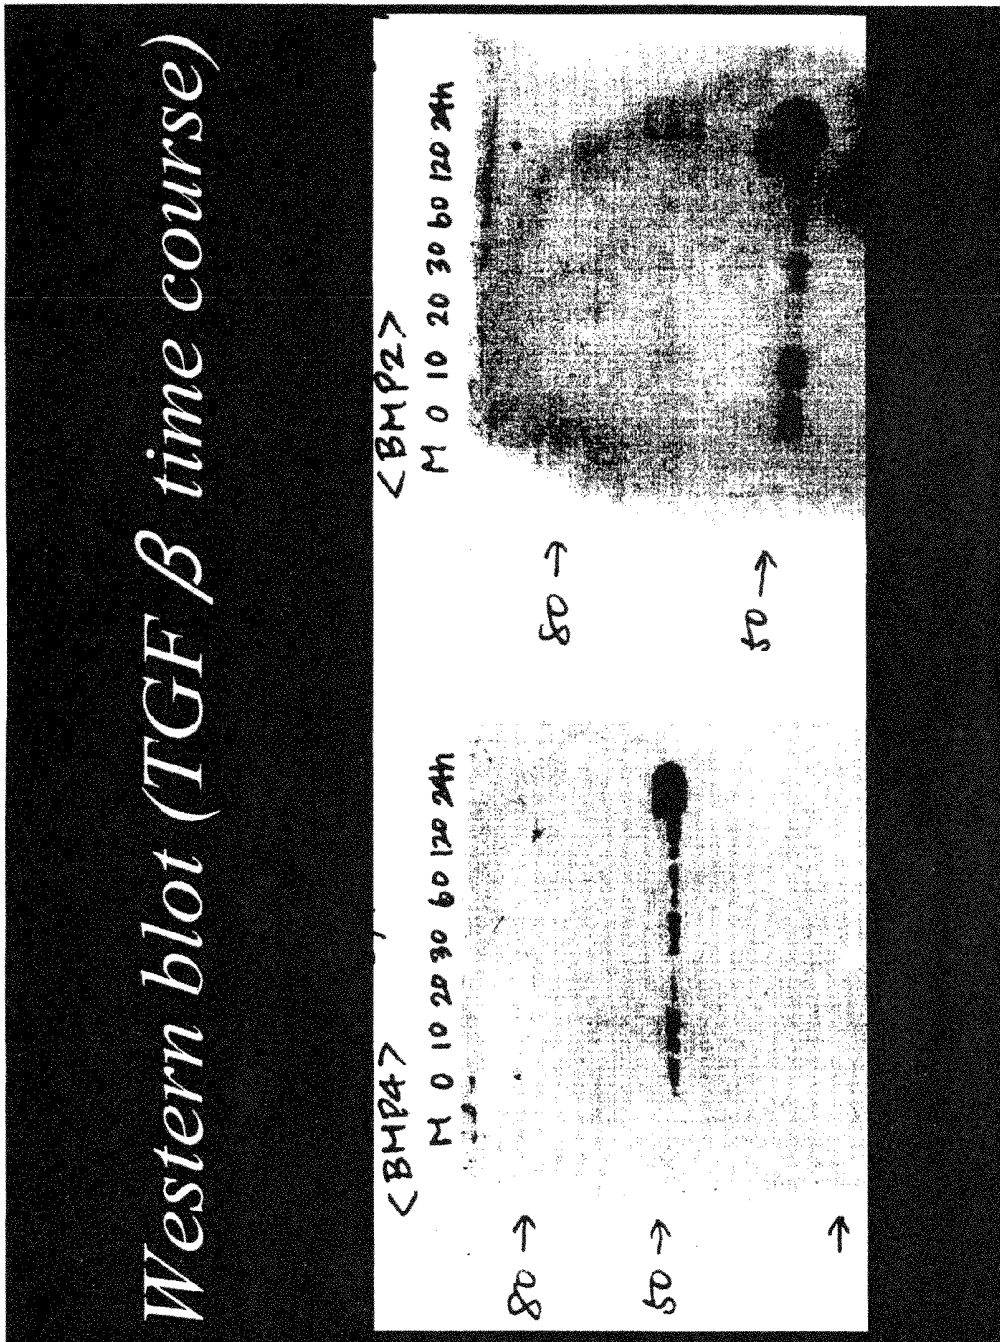 Western blot (TGF β time course)
<BMP4>
M 0 10 20 30 60 120 24h
80 →
50 →
→
<BMP2>
M 0 10 20 30 60 120 24h
80 →
50 →